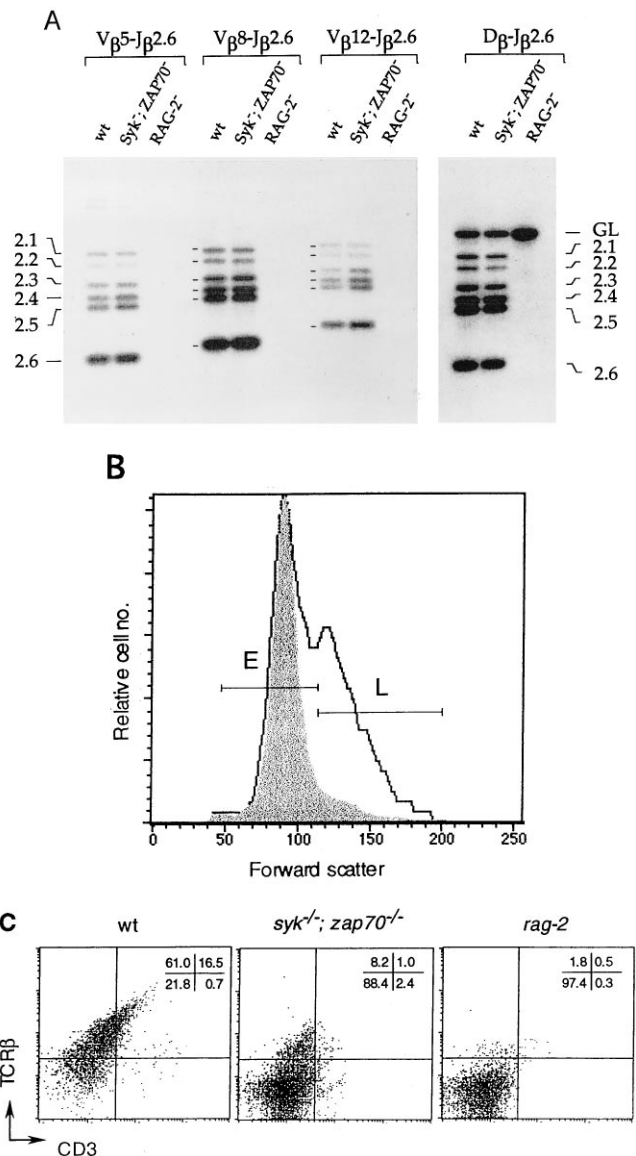 A
Vβ5-Jβ2.6 Vβ8-Jβ2.6 Vβ12-Jβ2.6 Dβ-Jβ2.6
wt Syk-; ZAP70- RAG-2- wt Syk-; ZAP70- RAG-2- wt Syk-; ZAP70- RAG-2- wt Syk-; ZAP70- RAG-2-
GL
2.1 2.1
2.2 2.2
2.3 2.3
2.4 2.4
2.5 2.5
2.6 2.6
B
Relative cell no.
E
L
0 50 100 150 200 250
Forward scatter
C
wt syk-/-; zap70-/- rag-2
61.0 16.5 8.2 1.0 1.8 0.5
21.8 0.7 88.4 2.4 97.4 0.3
TCRβ
CD3